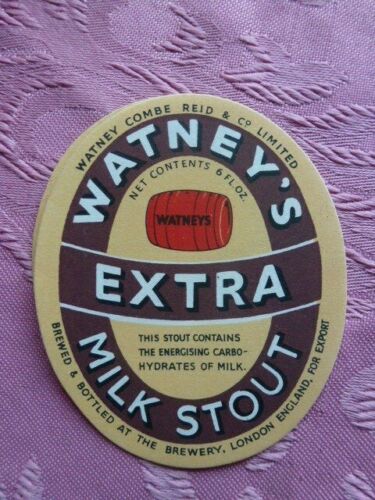 WATNEY COMBE REID & Cº LIMITED
WATNEY'S
NET CONTENTS 6 FL.OZ.
WATNEYS
EXTRA
THIS STOUT CONTAINS
THE ENERGISING CARBO-
HYDRATES OF MILK.
MILK STOUT
BREWED & BOTTLED AT THE BREWERY, LONDON ENGLAND, FOR EXPORT